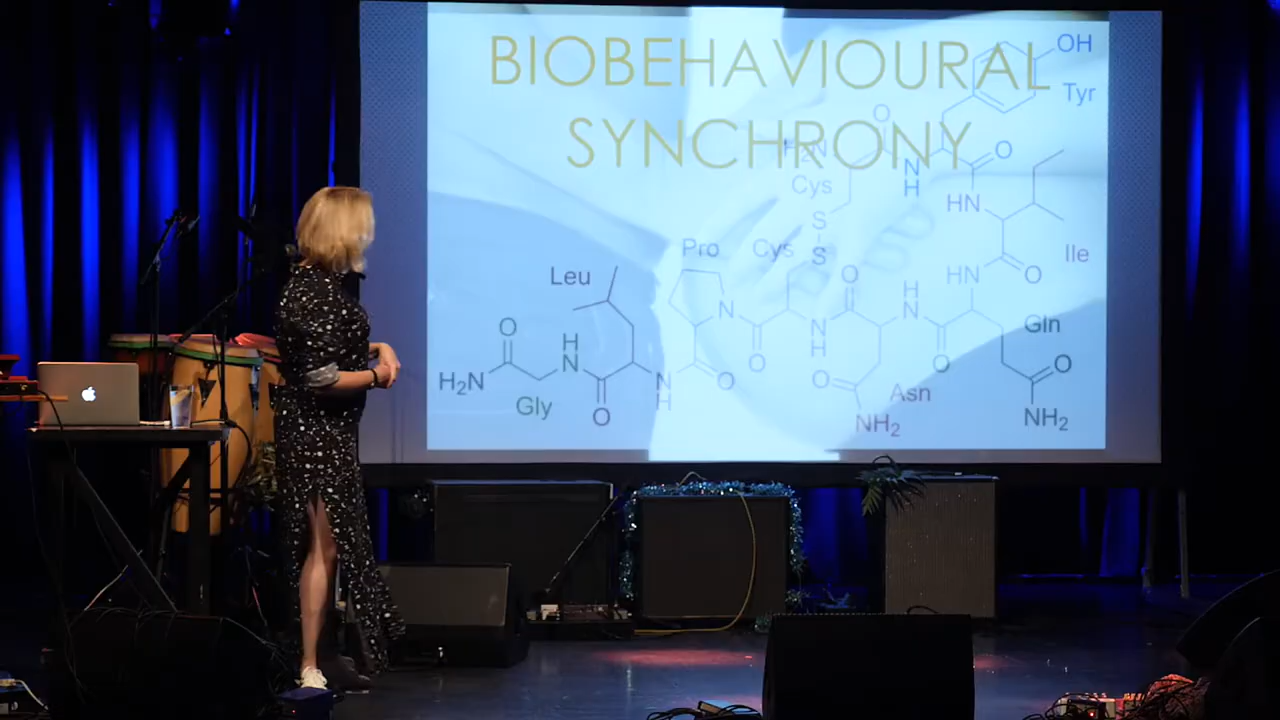 BIOBEHAVIOURAL
SYNCHRONY
OH
Tyr
O
H₂N
Cys
N
H
O
HN
S
S
Pro
Cys
Ile
Leu
O
HN
O
H
N
Gln
N
O
H
N
N
H
O
H₂N
O
N
H
O
O
O
O
Gly
Asn
O
NH₂
NH₂